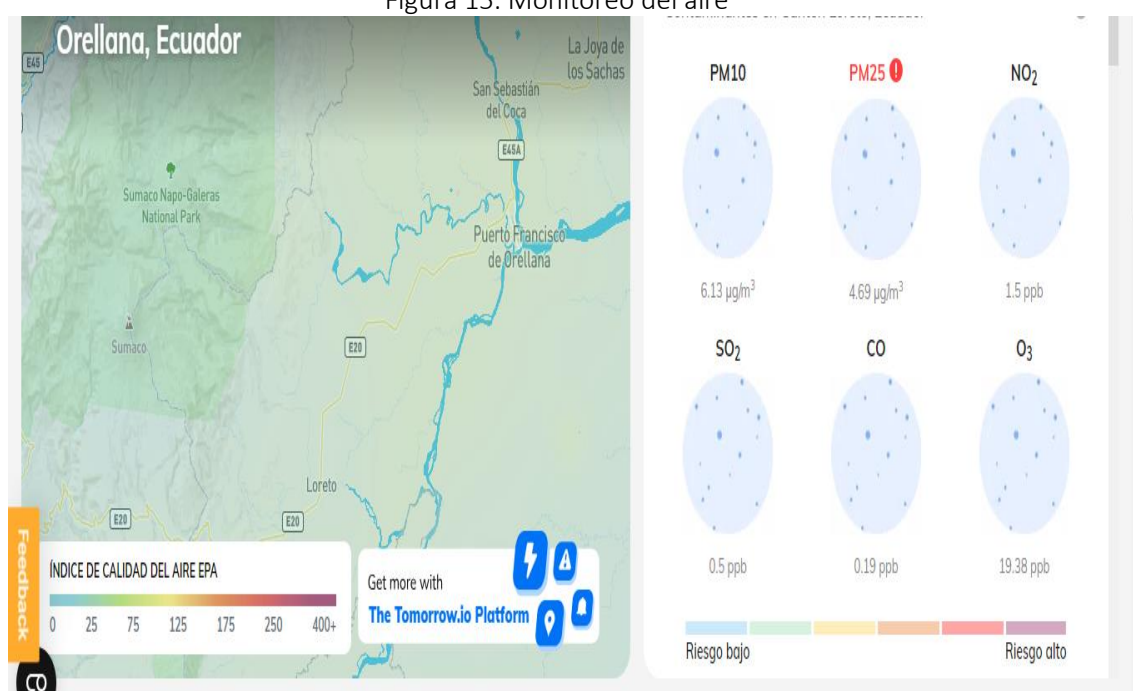 Figura 15. Monitoreo del aire
Orellana, Ecuador
E45
La Joya de
los Sachas
San Sebastián
del Coca
E45A
Sumaco Napo-Galeras
National Park
Puerto Francisco
de Orellana
Sumaco
E20
Loreto
E20
E20
Feedback
ÍNDICE DE CALIDAD DEL AIRE EPA
0 25 75 125 175 250 400+
Get more with
The Tomorrow.io Platform
PM10
PM25
NO₂
6.13 µg/m³
4.69 µg/m³
1.5 ppb
SO₂
CO
O₃
0.5 ppb
0.19 ppb
19.38 ppb
Riesgo bajo
Riesgo alto